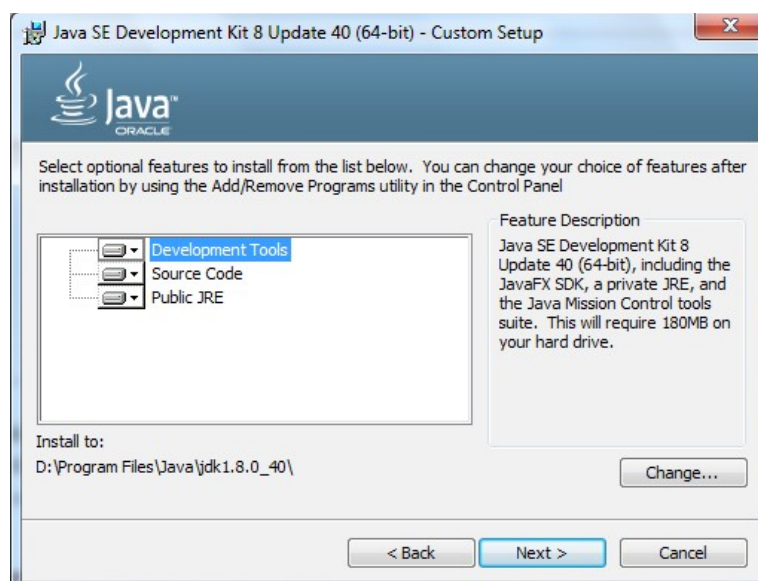 Java SE Development Kit 8 Update 40 (64-bit) - Custom Setup
Java™
ORACLE
Select optional features to install from the list below. You can change your choice of features after
installation by using the Add/Remove Programs utility in the Control Panel
Development Tools
Source Code
Public JRE
Feature Description
Java SE Development Kit 8
Update 40 (64-bit), including the
JavaFX SDK, a private JRE, and
the Java Mission Control tools
suite. This will require 180MB on
your hard drive.
Install to:
D:\Program Files\Java\jdk1.8.0_40\
Change...
< Back
Next >
Cancel